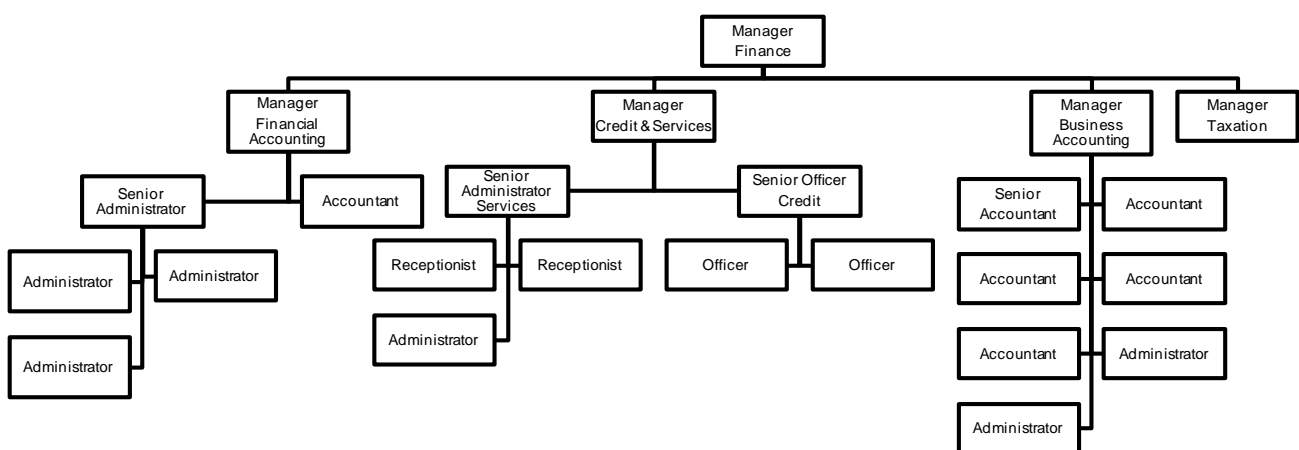 Manager
Finance
Manager
Financial
Accounting
Manager
Credit & Services
Manager
Business
Accounting
Manager
Taxation
Senior
Administrator
Accountant
Senior
Administrator
Services
Senior Officer
Credit
Senior
Accountant
Accountant
Administrator
Administrator
Receptionist
Receptionist
Officer
Officer
Accountant
Accountant
Administrator
Administrator
Accountant
Administrator
Administrator